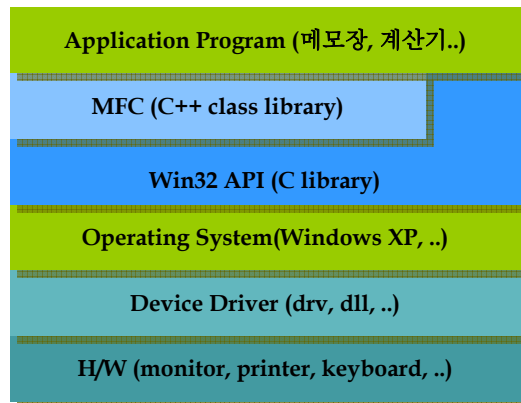 Application Program (메모장, 계산기..)
MFC (C++ class library)
Win32 API (C library)
Operating System(Windows XP, ..)
Device Driver (drv, dll, ..)
H/W (monitor, printer, keyboard, ..)